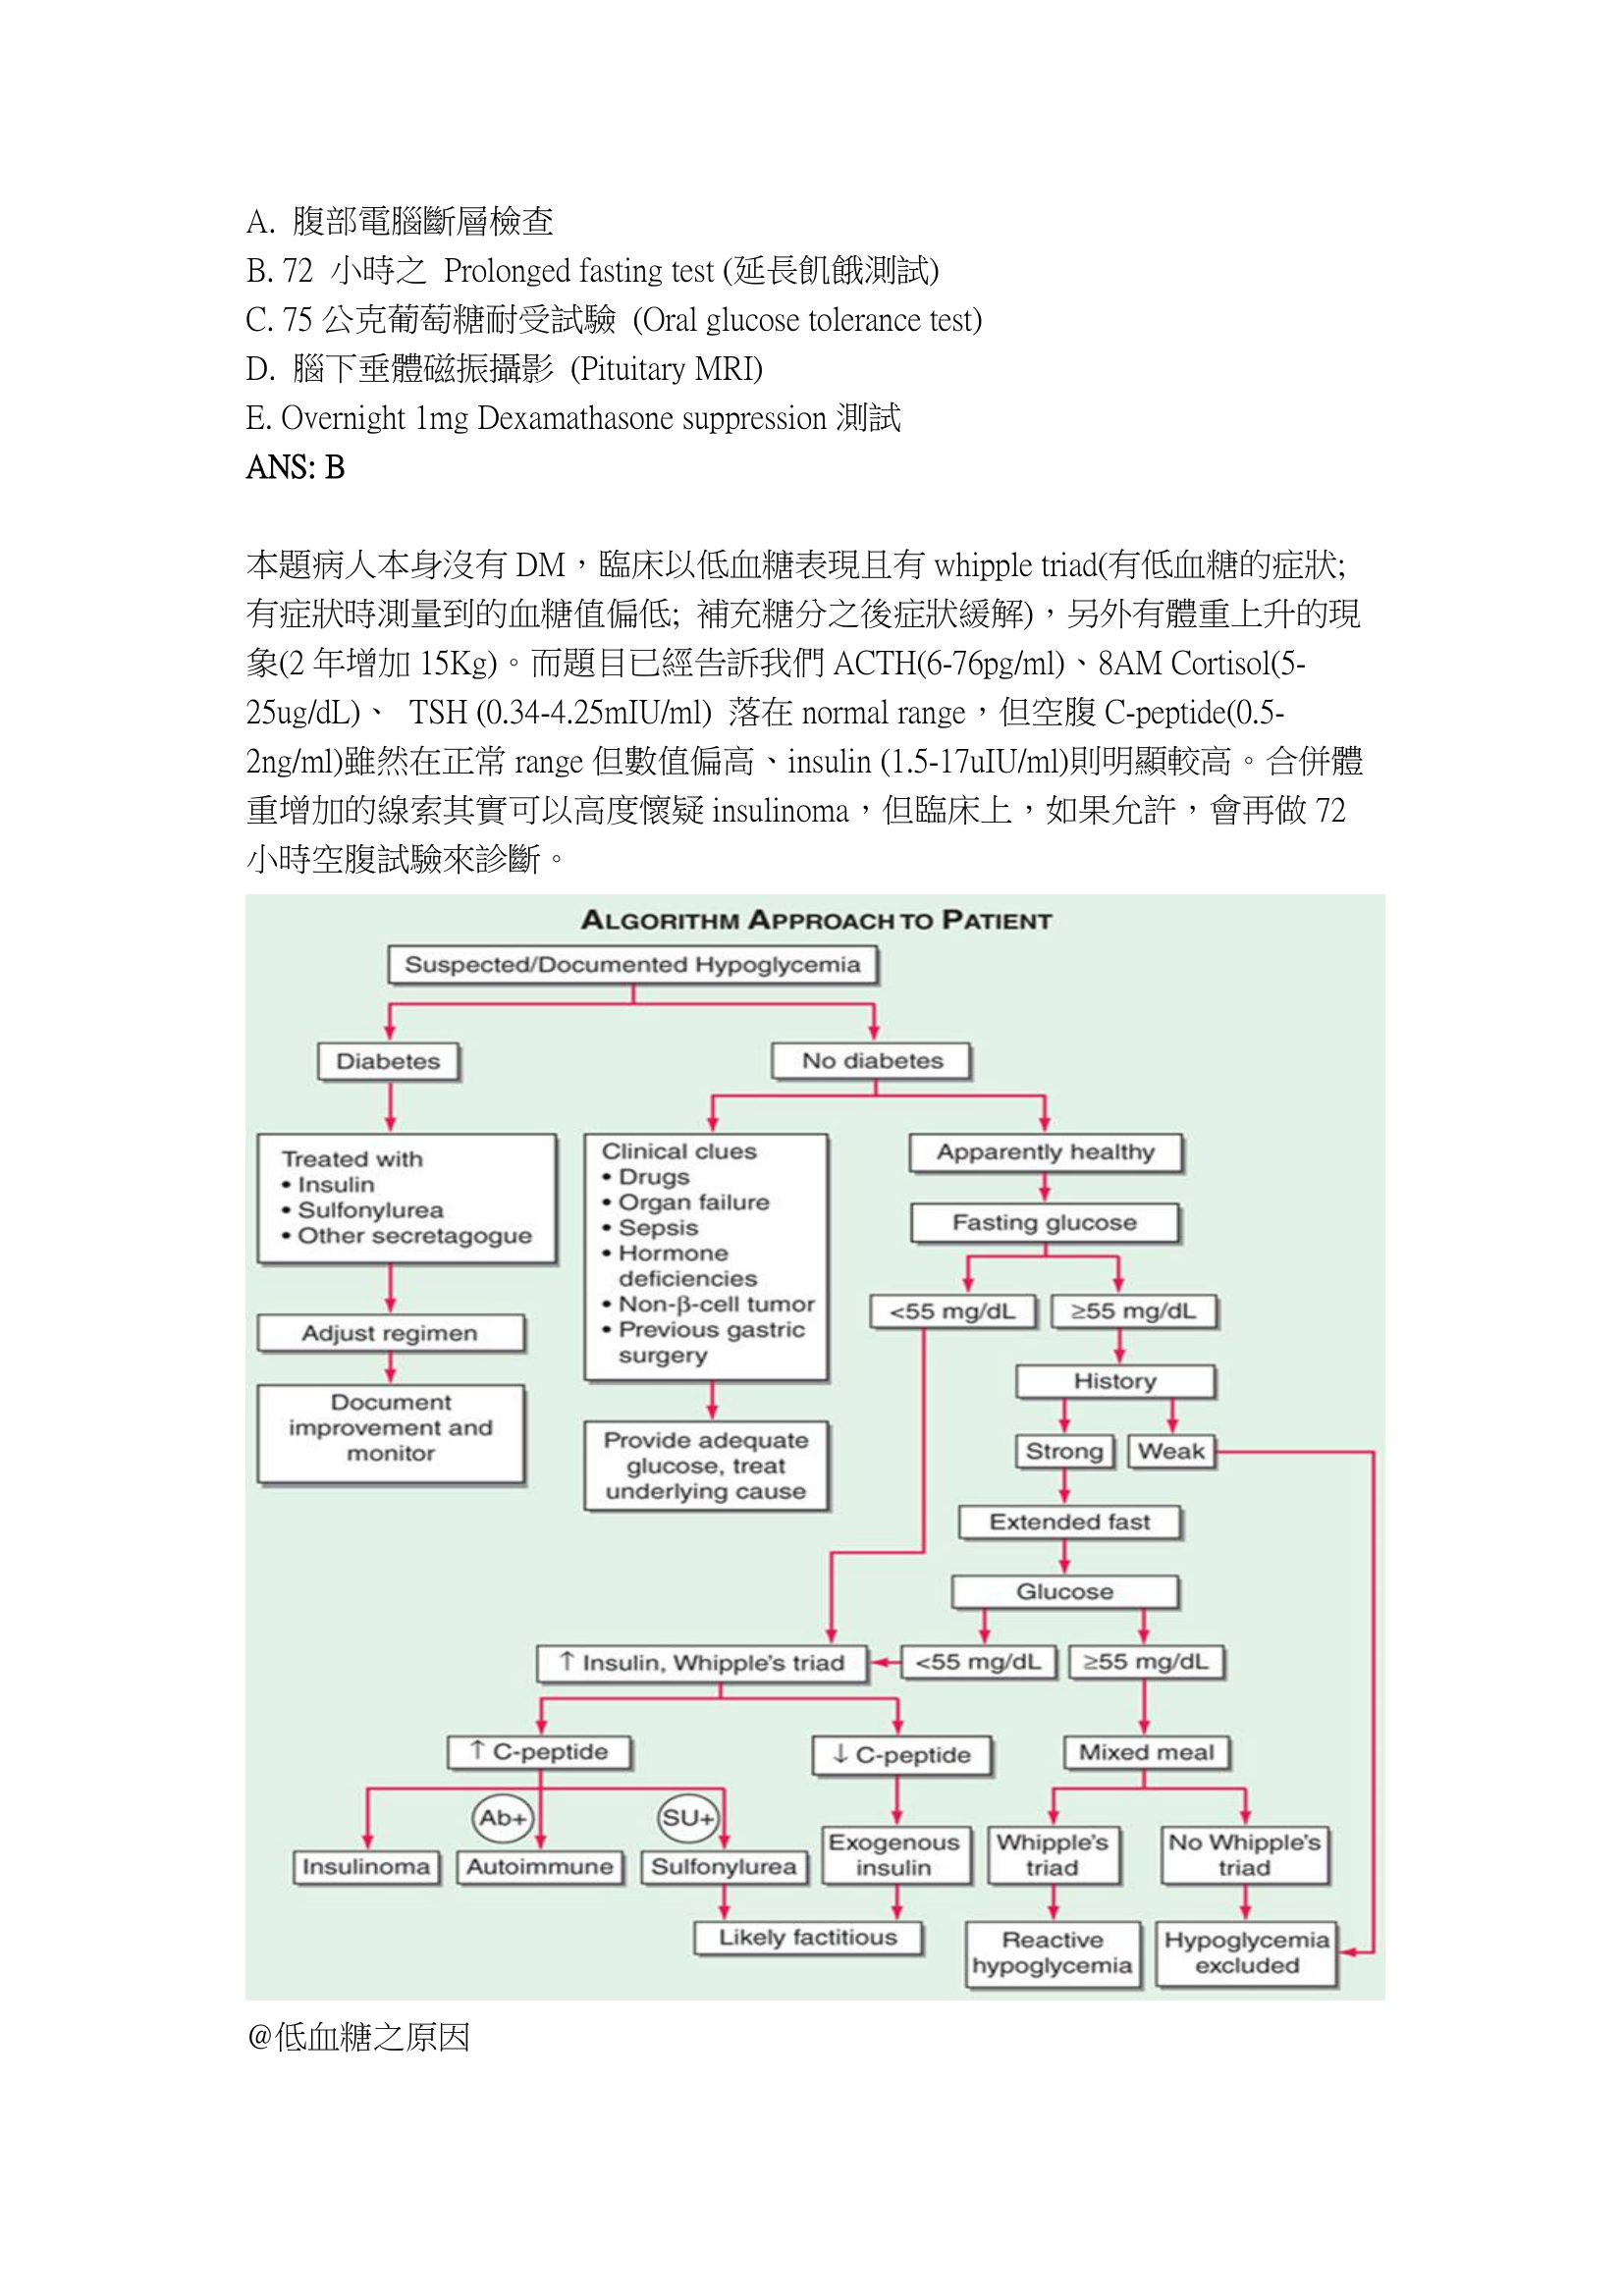 A. 腹部電腦斷層檢查
B. 72 小時之 Prolonged fasting test (延長飢餓測試)
C. 75 公克葡萄糖耐受試驗 (Oral glucose tolerance test)
D. 腦下垂體磁振攝影 (Pituitary MRI)
E. Overnight 1mg Dexamathasone suppression 測試
ANS: B
本題病人本身沒有 DM，臨床以低血糖表現且有 whipple triad(有低血糖的症狀;
有症狀時測量到的血糖值偏低; 補充糖分之後症狀緩解)，另外有體重上升的現
象(2 年增加 15Kg)。而題目已經告訴我們 ACTH(6-76pg/ml)、8AM Cortisol(5-
25ug/dL)、 TSH (0.34-4.25mIU/ml) 落在 normal range，但空腹 C-peptide(0.5-
2ng/ml)雖然在正常 range 但數值偏高、insulin (1.5-17uIU/ml)則明顯較高。合併體
重增加的線索其實可以高度懷疑 insulinoma，但臨床上，如果允許，會再做 72
小時空腹試驗來診斷。
ALGORITHM APPROACH TO PATIENT
Suspected/Documented Hypoglycemia
Diabetes
No diabetes
Treated with
• Insulin
• Sulfonylurea
• Other secretagogue
Adjust regimen
Document
improvement and
monitor
Clinical clues
• Drugs
• Organ failure
• Sepsis
• Hormone
deficiencies
• Non-β-cell tumor
• Previous gastric
surgery
Provide adequate
glucose, treat
underlying cause
Apparently healthy
Fasting glucose
<55 mg/dL
≥55 mg/dL
History
Strong
Weak
Extended fast
Glucose
↑ Insulin, Whipple's triad
<55 mg/dL
≥55 mg/dL
↑ C-peptide
↓ C-peptide
Mixed meal
Ab+
SU+
Insulinoma
Autoimmune
Sulfonylurea
Exogenous
insulin
Whipple's
triad
No Whipple's
triad
Likely factitious
Reactive
hypoglycemia
Hypoglycemia
excluded
@低血糖之原因